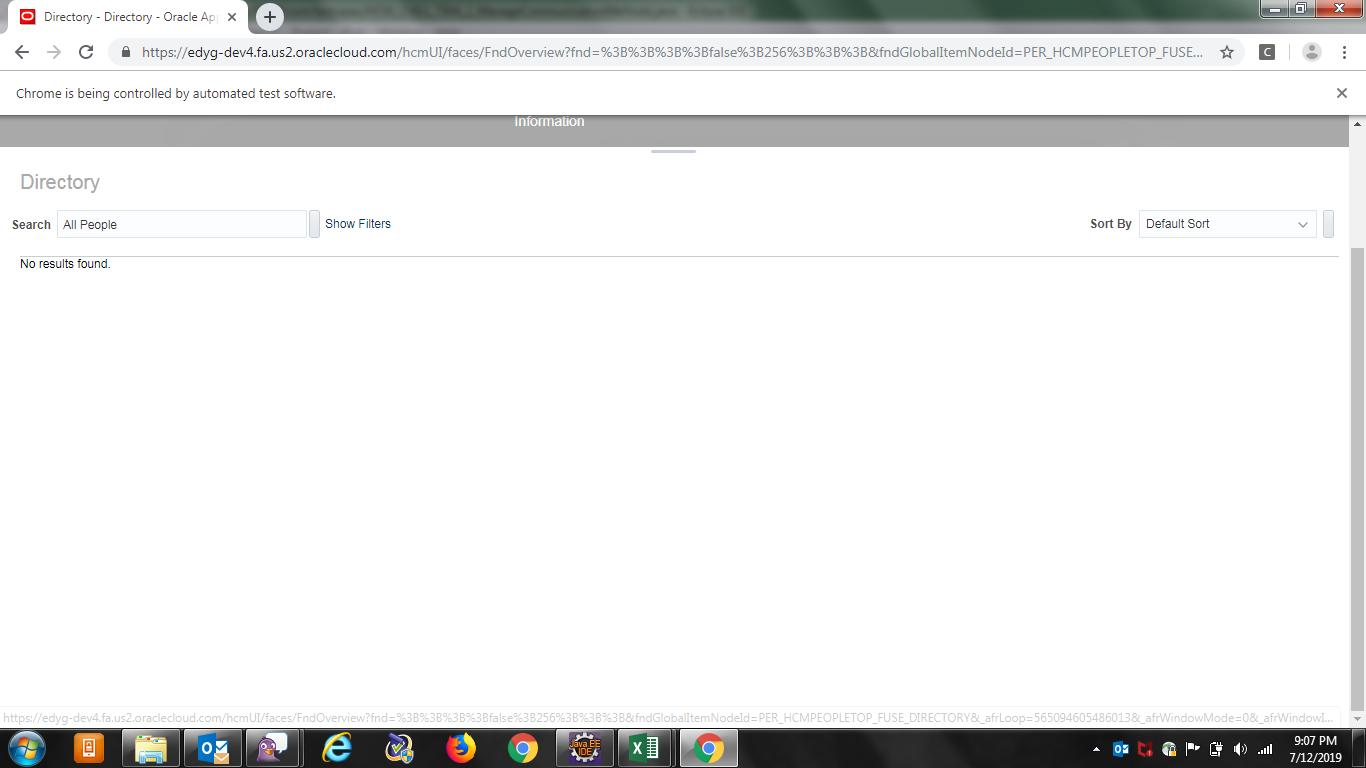 Directory - Directory - Oracle Ap
https://edyg-dev4.fa.us2.oraclecloud.com/hcmUI/faces/FndOverview?fnd=%3B%3B%3B%3Bfalse%3B256%3B%3B%3B&fndGlobalItemNodeId=PER_HCMPEOPLETOP_FUSE...
C
Chrome is being controlled by automated test software.
Information
Directory
Search All People Show Filters Sort By Default Sort
No results found.
https://edyg-dev4.fa.us2.oraclecloud.com/hcmUI/faces/FndOverview?fnd=%3B%3B%3B%3Bfalse%3B256%3B%3B%3B&fndGlobalItemNodeId=PER_HCMPEOPLETOP_FUSE_DIRECTORY&_afrLoop=565094605486013&_afrWindowMode=0&_afrWindowI...
Java EE
IDE
9:07 PM
7/12/2019